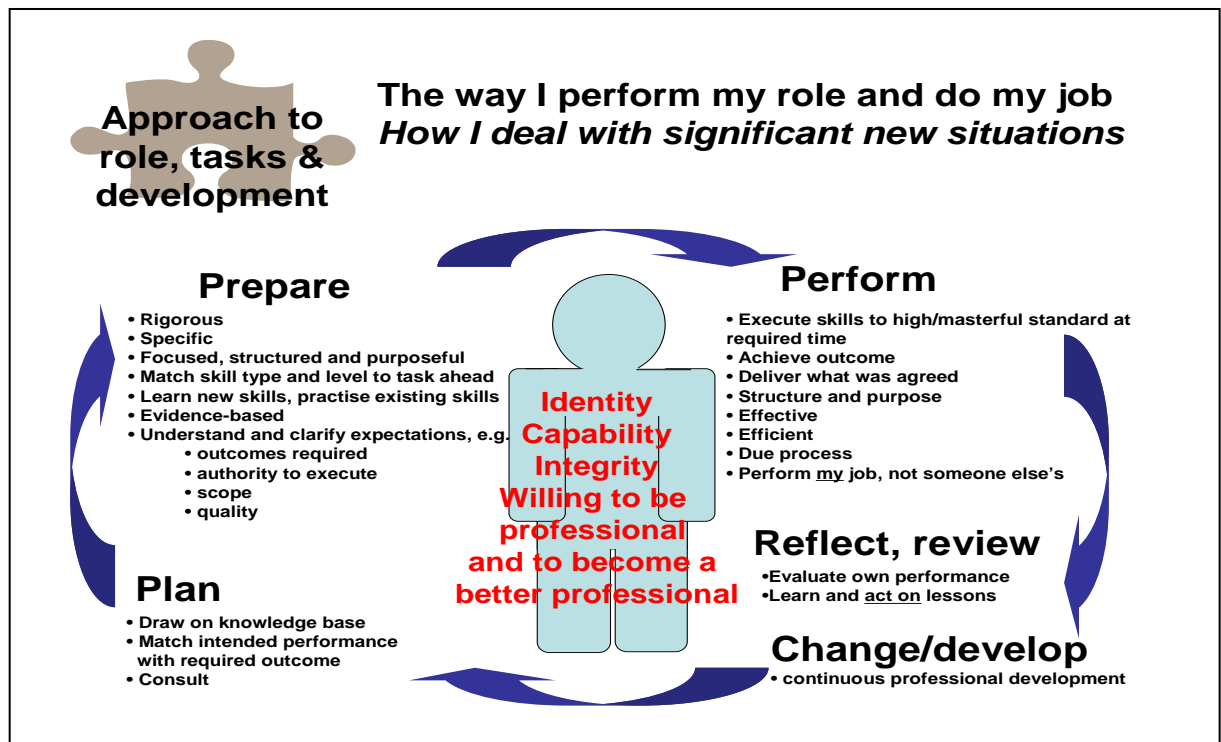 Approach to
role, tasks &
development
The way I perform my role and do my job
How I deal with significant new situations
Prepare
• Rigorous
• Specific
• Focused, structured and purposeful
• Match skill type and level to task ahead
• Learn new skills, practise existing skills
• Evidence-based
• Understand and clarify expectations, e.g.
• outcomes required
• authority to execute
• scope
• quality
Perform
• Execute skills to high/masterful standard at
required time
• Achieve outcome
• Deliver what was agreed
• Structure and purpose
• Effective
• Efficient
• Due process
• Perform my job, not someone else’s
Identity
Capability
Integrity
Willing to be
professional
and to become a
better professional
Reflect, review
•Evaluate own performance
•Learn and act on lessons
Change/develop
• continuous professional development
Plan
• Draw on knowledge base
• Match intended performance
with required outcome
• Consult